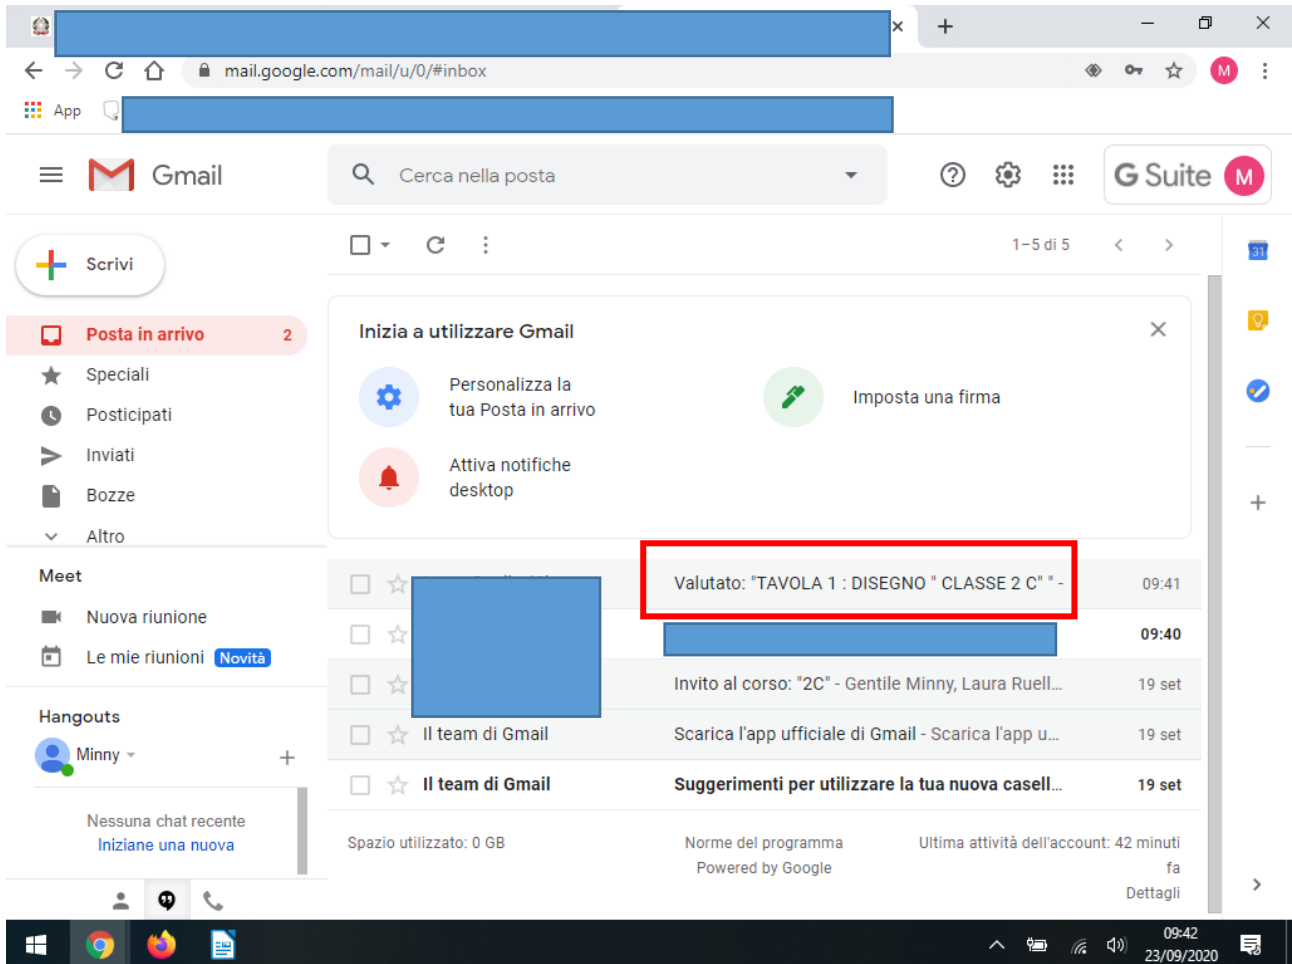 mail.google.com/mail/u/0/#inbox
M
App
Gmail
Cerca nella posta
G Suite
M
Scrivi
1–5 di 5
31
Posta in arrivo 2
Speciali
Posticipati
Inviati
Bozze
Altro
Inizia a utilizzare Gmail
Personalizza la
tua Posta in arrivo
Imposta una firma
Attiva notifiche
desktop
Meet
Nuova riunione
Le mie riunioni Novità
Hangouts
Minny
Nessuna chat recente
Iniziane una nuova
Valutato: "TAVOLA 1 : DISEGNO " CLASSE 2 C" " - 09:41
09:40
Invito al corso: "2C" - Gentile Minny, Laura Ruell... 19 set
Il team di Gmail Scarica l'app ufficiale di Gmail - Scarica l'app u... 19 set
Il team di Gmail Suggerimenti per utilizzare la tua nuova casell... 19 set
Spazio utilizzato: 0 GB
Norme del programma
Powered by Google
Ultima attività dell'account: 42 minuti
fa
Dettagli
09:42
23/09/2020